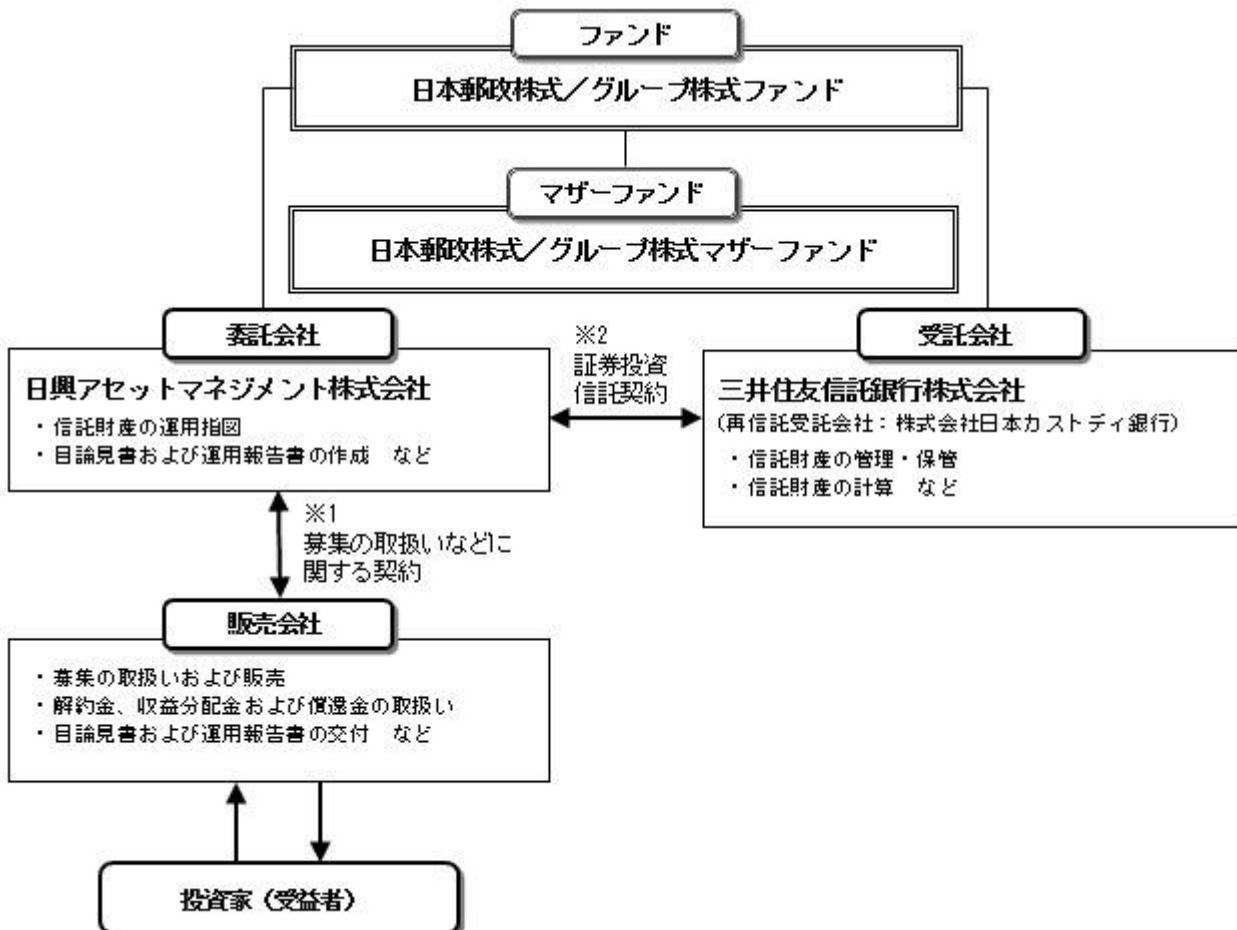 ファンド
日本郵政株式／グループ株式ファンド
マザーファンド
日本郵政株式／グループ株式マザーファンド
委託会社
日興アセットマネジメント株式会社
・信託財産の運用指図
・目論見書および運用報告書の作成　など
※2
証券投資
信託契約
受託会社
三井住友信託銀行株式会社
(再信託受託会社：株式会社日本カストディ銀行)
・信託財産の管理・保管
・信託財産の計算　など
※1
募集の取扱いなどに
関する契約
販売会社
・募集の取扱いおよび販売
・解約金、収益分配金および償還金の取扱い
・目論見書および運用報告書の交付　など
投資家（受益者）